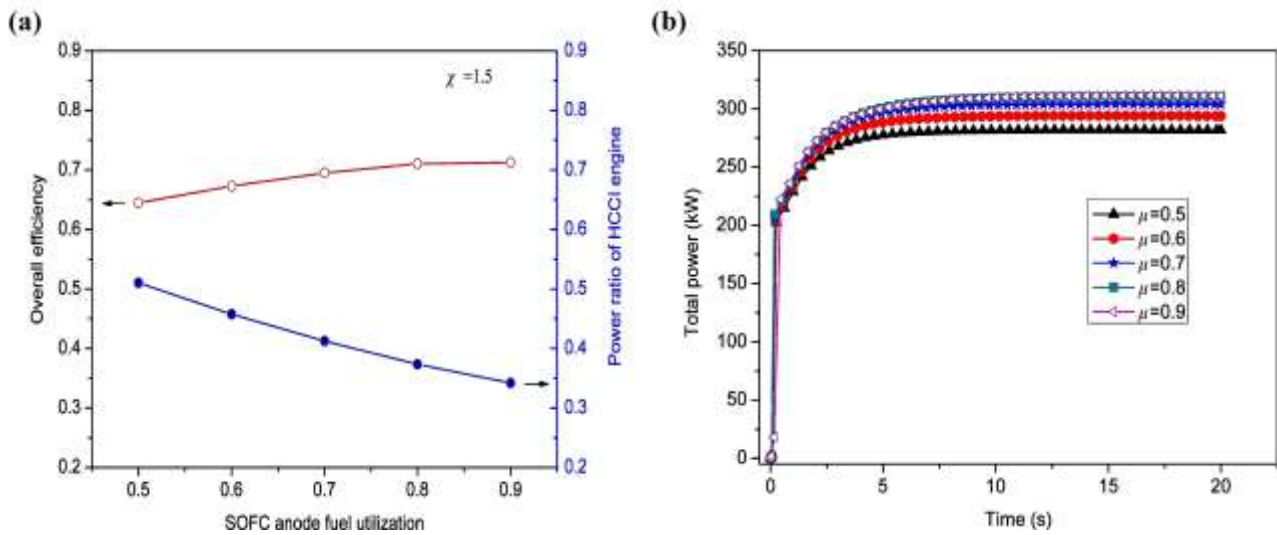 (a)
0.9
0.8
0.7
0.6
0.5
0.4
0.3
0.2
Overall efficiency
χ =1.5
0.9
0.8
0.7
0.6
0.5
0.4
0.3
0.2
Power ratio of HCCI engine
0.5 0.6 0.7 0.8 0.9
SOFC anode fuel utilization
(b)
350
300
250
200
150
100
50
0
Total power (kW)
μ=0.5
μ=0.6
μ=0.7
μ=0.8
μ=0.9
0 5 10 15 20
Time (s)